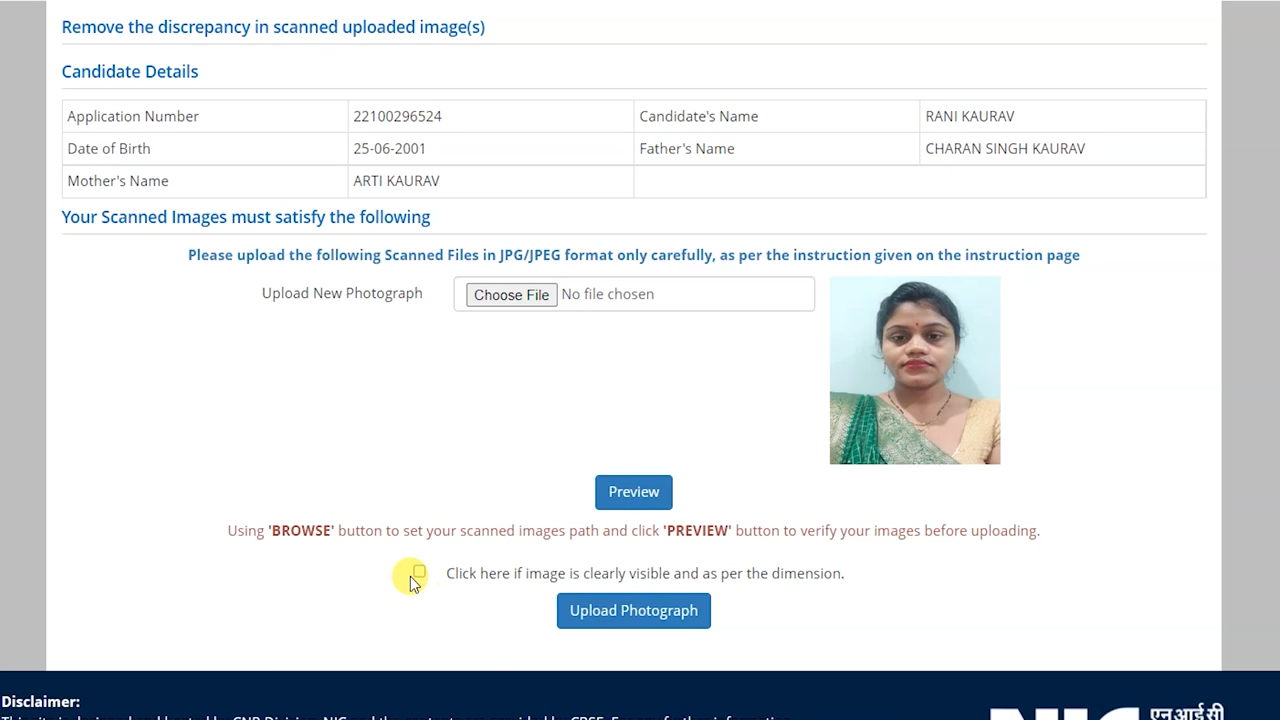 Remove the discrepancy in scanned uploaded image(s)
Candidate Details
Application Number 22100296524 Candidate's Name RANI KAURAV
Date of Birth 25-06-2001 Father's Name CHARAN SINGH KAURAV
Mother's Name ARTI KAURAV
Your Scanned Images must satisfy the following
Please upload the following Scanned Files in JPG/JPEG format only carefully, as per the instruction given on the instruction page
Upload New Photograph Choose File No file chosen
Preview
Using 'BROWSE' button to set your scanned images path and click 'PREVIEW' button to verify your images before uploading.
Click here if image is clearly visible and as per the dimension.
Upload Photograph
Disclaimer:
NIC एन आई सी